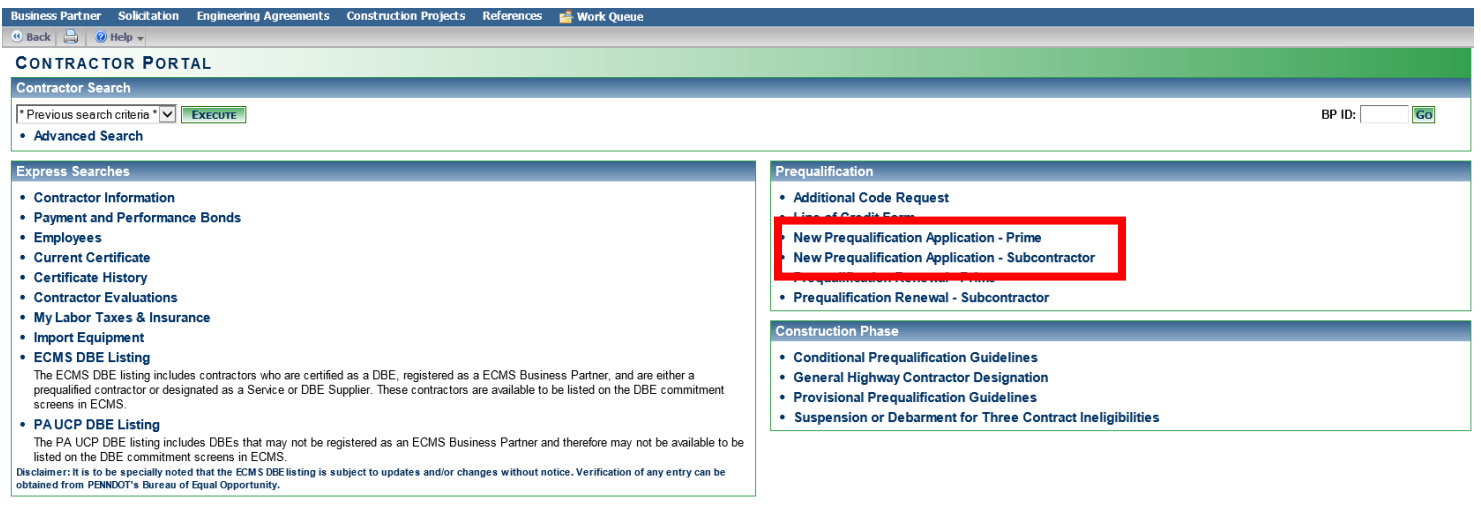 Business Partner Solicitation Engineering Agreements Construction Projects References Work Queue
Back Help
CONTRACTOR PORTAL
Contractor Search
* Previous search criteria * EXECUTE BP ID: GO
• Advanced Search
Express Searches
• Contractor Information
• Payment and Performance Bonds
• Employees
• Current Certificate
• Certificate History
• Contractor Evaluations
• My Labor Taxes & Insurance
• Import Equipment
• ECMS DBE Listing
The ECMS DBE listing includes contractors who are certified as a DBE, registered as a ECMS Business Partner, and are either a
prequalified contractor or designated as a Service or DBE Supplier. These contractors are available to be listed on the DBE commitment
screens in ECMS.
• PA UCP DBE Listing
The PA UCP DBE listing includes DBEs that may not be registered as an ECMS Business Partner and therefore may not be available to be
listed on the DBE commitment screens in ECMS.
Disclaimer: It is to be specially noted that the ECMS DBE listing is subject to updates and/or changes without notice. Verification of any entry can be
obtained from PENNDOT's Bureau of Equal Opportunity.
Prequalification
• Additional Code Request
• Line of Credit Form
• New Prequalification Application - Prime
• New Prequalification Application - Subcontractor
• Prequalification Renewal - Prime
• Prequalification Renewal - Subcontractor
Construction Phase
• Conditional Prequalification Guidelines
• General Highway Contractor Designation
• Provisional Prequalification Guidelines
• Suspension or Debarment for Three Contract Ineligibilities